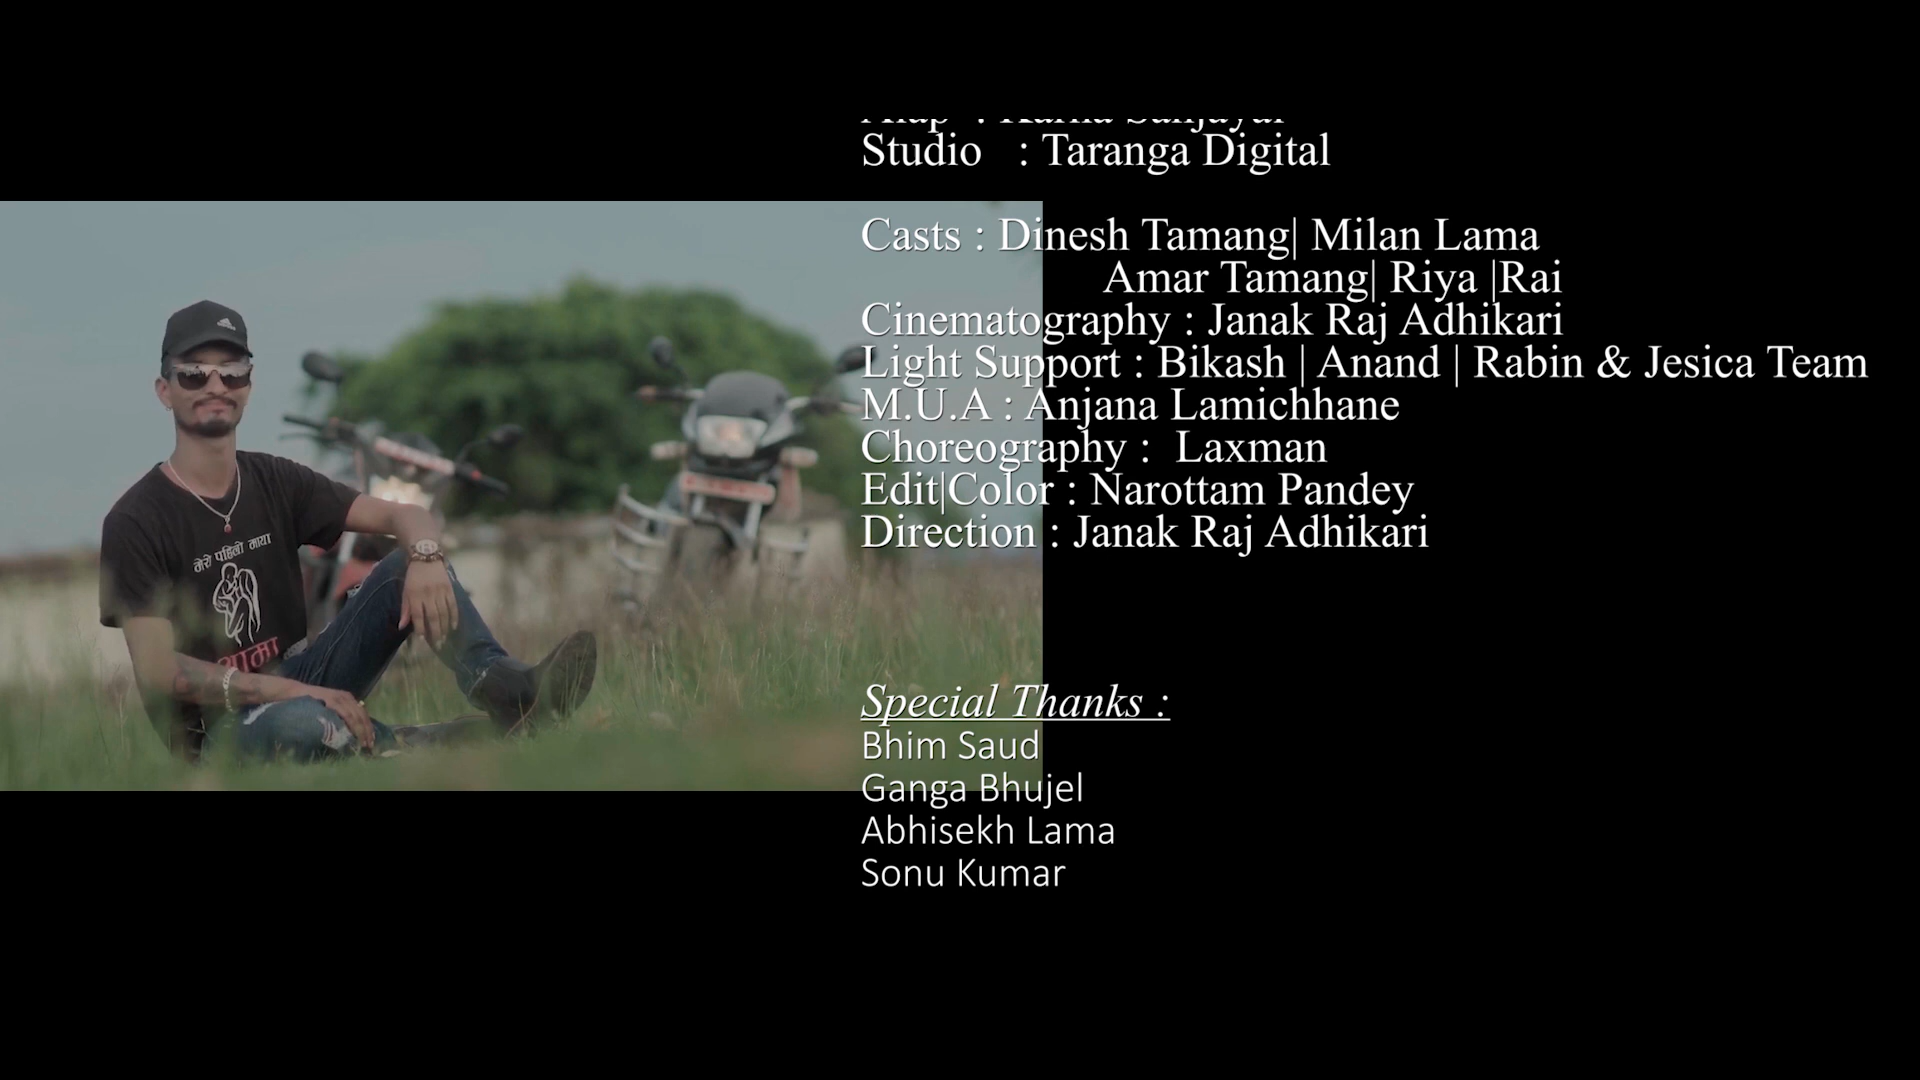 Studio : Taranga Digital
Casts : Dinesh Tamang| Milan Lama
Amar Tamang| Riya |Rai
Cinematography : Janak Raj Adhikari
Light Support : Bikash | Anand | Rabin & Jesica Team
M.U.A : Anjana Lamichhane
Choreography : Laxman
Edit|Color : Narottam Pandey
Direction : Janak Raj Adhikari
Special Thanks :
Bhim Saud
Ganga Bhujel
Abhisekh Lama
Sonu Kumar
मेरो पहिलो माया